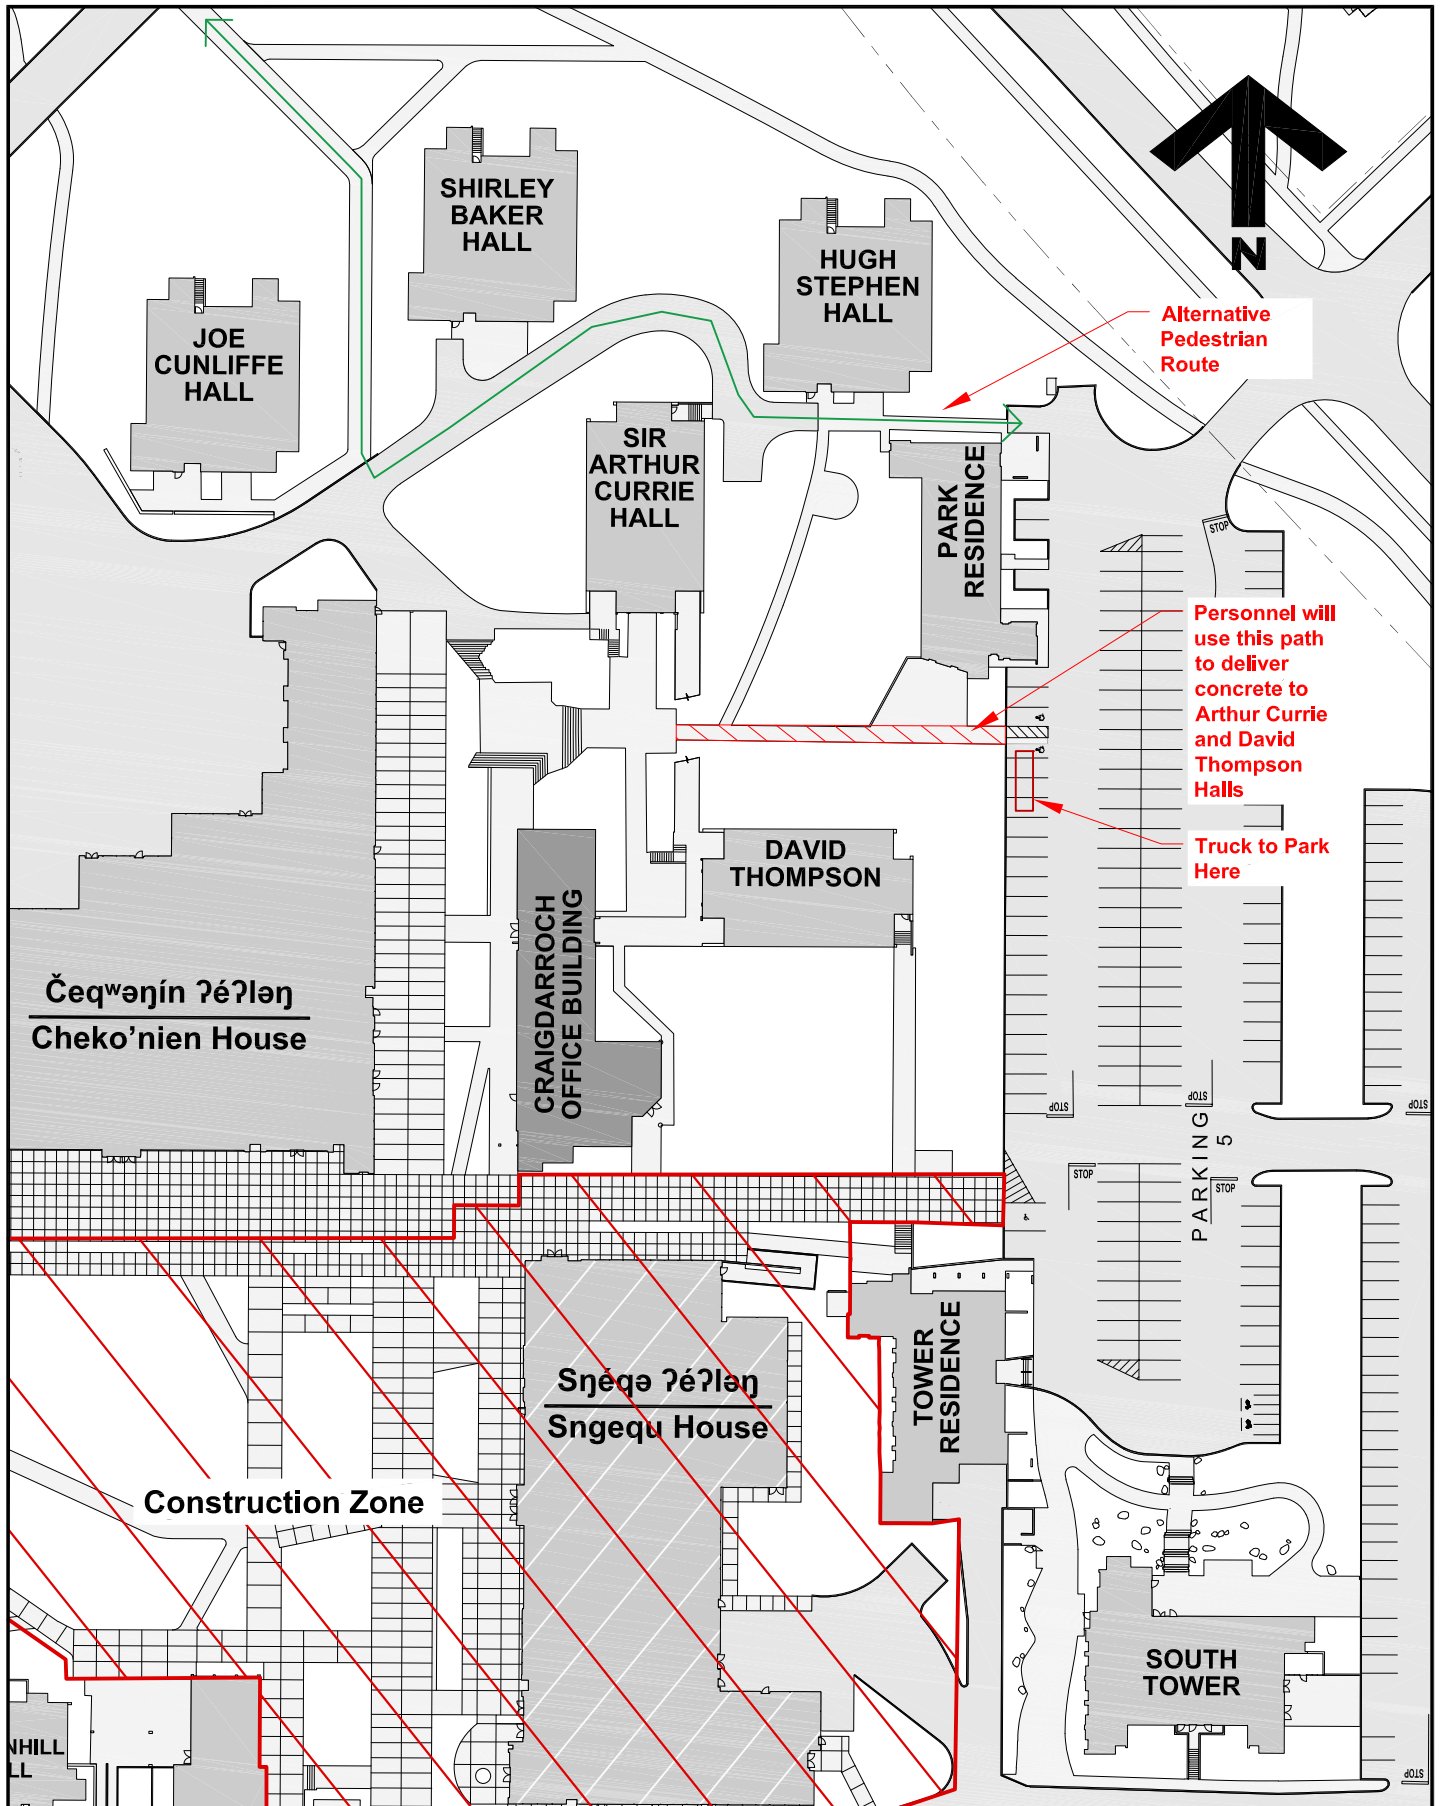 SHIRLEY
BAKER
HALL
HUGH
STEPHEN
HALL
N
JOE
CUNLIFFE
HALL
Alternative
Pedestrian
Route
SIR
ARTHUR
CURRIE
HALL
PARK
RESIDENCE
STOP
Personnel will
use this path
to deliver
concrete to
Arthur Currie
and David
Thompson
Halls
Truck to Park
Here
DAVID
THOMPSON
CRAIGDARROCH
OFFICE BUILDING
Čeqʷəŋín ʔéʔləŋ
Cheko’nien House
STOP
STOP
STOP
PARKING
5
STOP
STOP
Sŋéqə ʔéʔləŋ
Sngequ House
TOWER
RESIDENCE
Construction Zone
SOUTH
TOWER
NHILL
LL
STOP